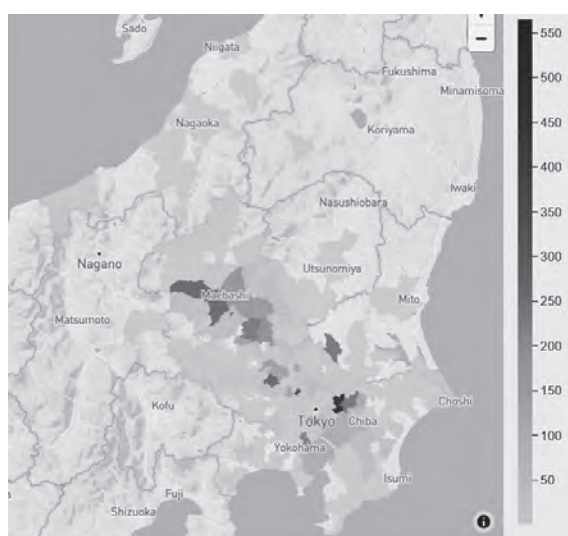 Sado
Niigata
Fukushima
Minamisoma
Nagaoka
Koriyama
Iwaki
Nasushiobara
Nagano
Utsunomiya
Maebashi
Mito
Matsumoto
Kofu
Tokyo
Chiba
Choshi
Yokohama
Isumi
Fuji
Shizuoka
550
500
450
400
350
300
250
200
150
100
50